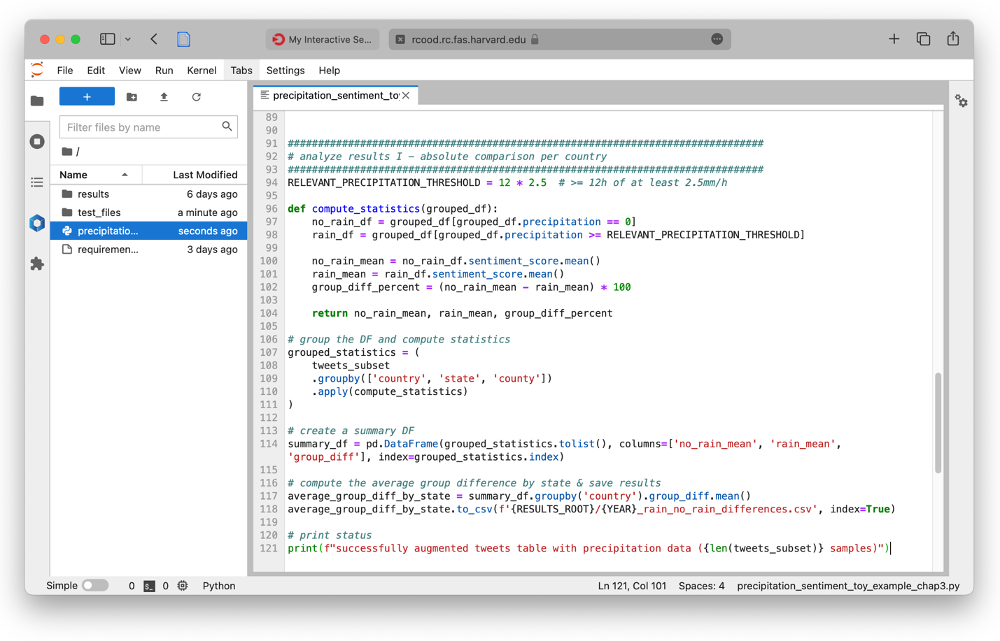 My Interactive Se...
rcood.rc.fas.harvard.edu
File Edit View Run Kernel Tabs Settings Help
+
precipitation_sentiment_to
Filter files by name
/
Name Last Modified
results 6 days ago
test_files a minute ago
precipitatio... seconds ago
requiremen... 3 days ago
89
90
91 ###############################################################################
92 # analyze results I – absolute comparison per country
93 ###############################################################################
94 RELEVANT_PRECIPITATION_THRESHOLD = 12 * 2.5  # >= 12h of at least 2.5mm/h
95
96 def compute_statistics(grouped_df):
97     no_rain_df = grouped_df[grouped_df.precipitation == 0]
98     rain_df = grouped_df[grouped_df.precipitation >= RELEVANT_PRECIPITATION_THRESHOLD]
99
100     no_rain_mean = no_rain_df.sentiment_score.mean()
101     rain_mean = rain_df.sentiment_score.mean()
102     group_diff_percent = (no_rain_mean - rain_mean) * 100
103
104     return no_rain_mean, rain_mean, group_diff_percent
105
106 # group the DF and compute statistics
107 grouped_statistics = (
108     tweets_subset
109     .groupby(['country', 'state', 'county'])
110     .apply(compute_statistics)
111 )
112
113 # create a summary DF
114 summary_df = pd.DataFrame(grouped_statistics.tolist(), columns=['no_rain_mean', 'rain_mean',
'group_diff'], index=grouped_statistics.index)
115
116 # compute the average group difference by state & save results
117 average_group_diff_by_state = summary_df.groupby('country').group_diff.mean()
118 average_group_diff_by_state.to_csv(f'{RESULTS_ROOT}/{YEAR}_rain_no_rain_differences.csv', index=True)
119
120 # print status
121 print(f"successfully augmented tweets table with precipitation data ({len(tweets_subset)} samples)")
Simple 0 $_ 0 Python Ln 121, Col 101 Spaces: 4 precipitation_sentiment_toy_example_chap3.py